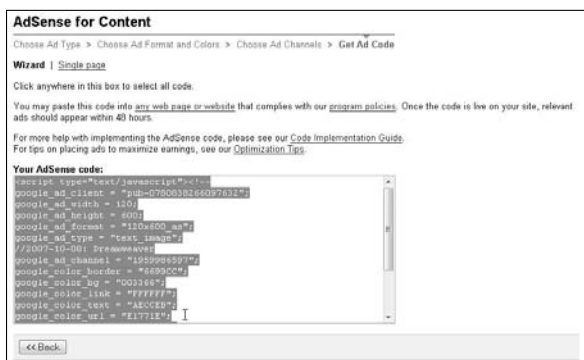 AdSense for Content
Choose Ad Type > Choose Ad Format and Colors > Choose Ad Channels > Get Ad Code
Wizard | Single page
Click anywhere in this box to select all code.
You may paste this code into any web page or website that complies with our program policies. Once the code is live on your site, relevant
ads should appear within 48 hours.
For more help with implementing the AdSense code, please see our Code Implementation Guide.
For tips on placing ads to maximize earnings, see our Optimization Tips.
Your AdSense code:
<script type="text/javascript"><!--
google_ad_client = "pub-0780838266097632";
google_ad_width = 120;
google_ad_height = 600;
google_ad_format = "120x600_as";
google_ad_type = "text_image";
//2007-10-08: Dreamweaver
google_ad_channel = "1959986597";
google_color_border = "6699CC";
google_color_bg = "003366";
google_color_link = "FFFFFF";
google_color_text = "AECCEB";
google_color_url = "E1771E";
<< Back